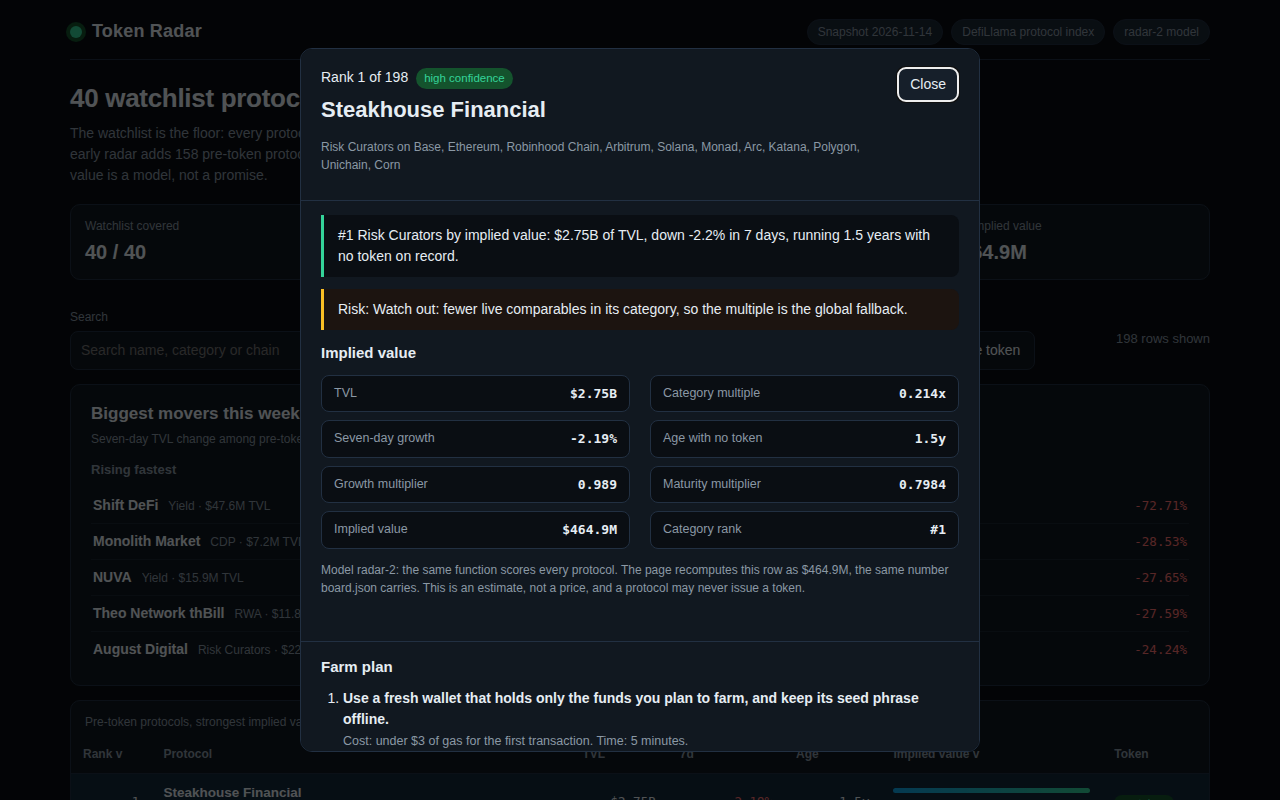 Token Radar
Snapshot 2026-11-14
DefiLlama protocol index
radar-2 model
40 watchlist protoc
The watchlist is the floor: every protoc
early radar adds 158 pre-token protoc
value is a model, not a promise.
Watchlist covered
40 / 40
mplied value
64.9M
Search
Search name, category or chain
e token
198 rows shown
Biggest movers this week
Seven-day TVL change among pre-toke
Rising fastest
Shift DeFi Yield · $47.6M TVL
-72.71%
Monolith Market CDP · $7.2M TVL
-28.53%
NUVA Yield · $15.9M TVL
-27.65%
Theo Network thBill RWA · $11.8
-27.59%
August Digital Risk Curators · $22
-24.24%
Pre-token protocols, strongest implied va
Rank v Protocol TVL 7d Age Implied value v Token
1 Steakhouse Financial $2.75B -2.19% 1.5y
Rank 1 of 198 high confidence
Close
Steakhouse Financial
Risk Curators on Base, Ethereum, Robinhood Chain, Arbitrum, Solana, Monad, Arc, Katana, Polygon,
Unichain, Corn
#1 Risk Curators by implied value: $2.75B of TVL, down -2.2% in 7 days, running 1.5 years with
no token on record.
Risk: Watch out: fewer live comparables in its category, so the multiple is the global fallback.
Implied value
TVL $2.75B
Category multiple 0.214x
Seven-day growth -2.19%
Age with no token 1.5y
Growth multiplier 0.989
Maturity multiplier 0.7984
Implied value $464.9M
Category rank #1
Model radar-2: the same function scores every protocol. The page recomputes this row as $464.9M, the same number
board.json carries. This is an estimate, not a price, and a protocol may never issue a token.
Farm plan
1. Use a fresh wallet that holds only the funds you plan to farm, and keep its seed phrase
offline.
Cost: under $3 of gas for the first transaction. Time: 5 minutes.